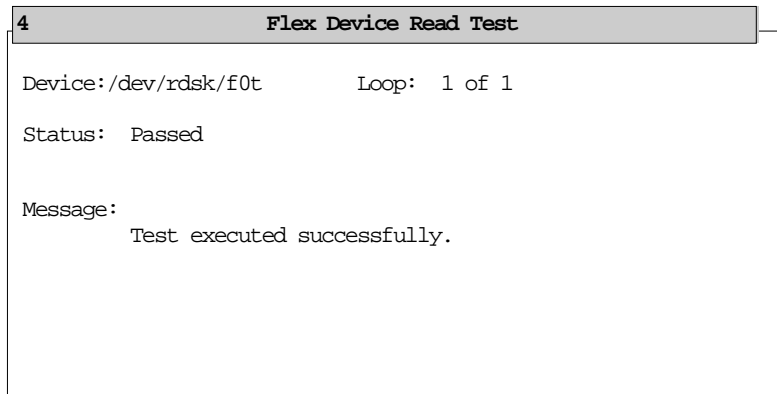 4 Flex Device Read Test
Device:/dev/rdsk/f0t Loop: 1 of 1
Status: Passed
Message:
Test executed successfully.